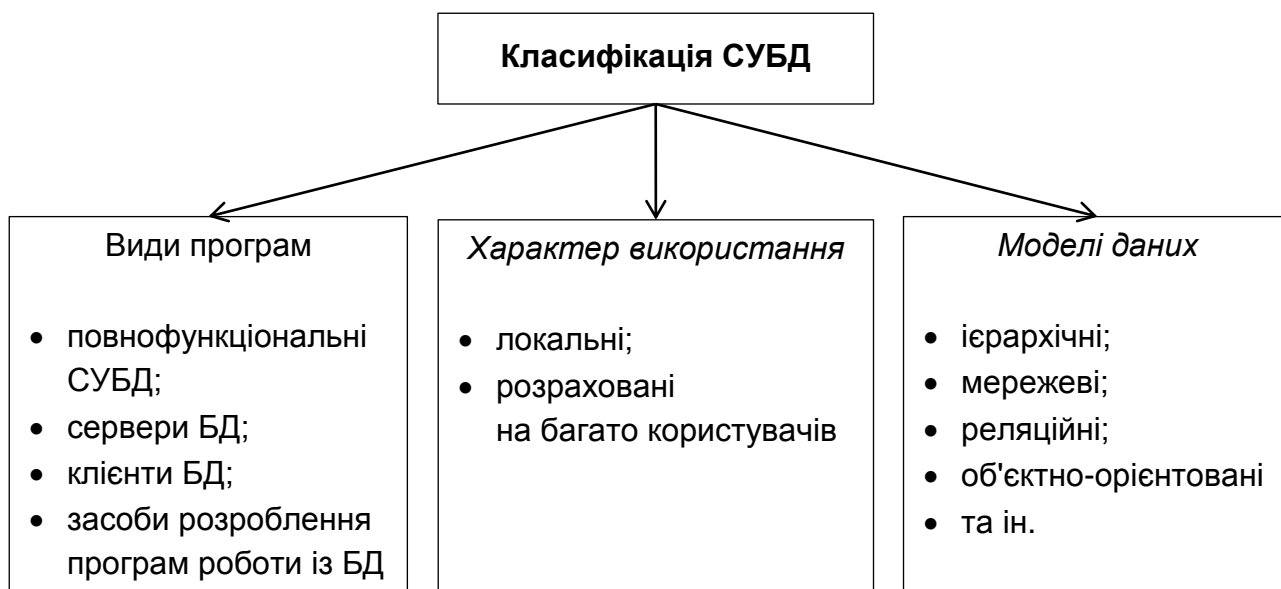 Класифікація СУБД
Види програм
• повнофункціональні
СУБД;
• сервери БД;
• клієнти БД;
• засоби розроблення
програм роботи із БД
Характер використання
• локальні;
• розраховані
на багато користувачів
Моделі даних
• ієрархічні;
• мережеві;
• реляційні;
• об'єктно-орієнтовані
• та ін.